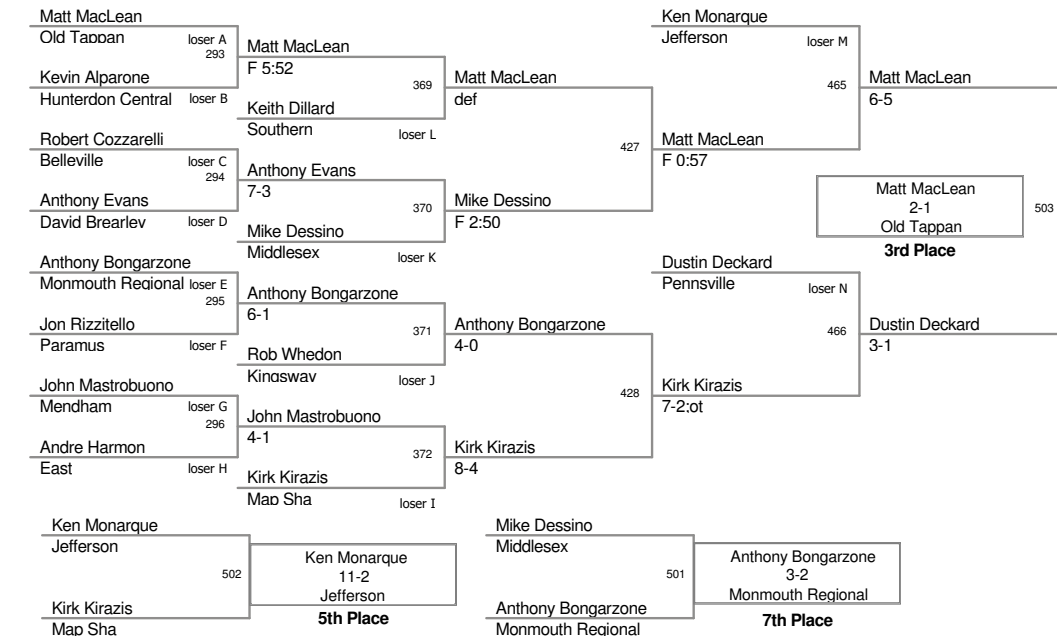 Matt MacLean
Old Tappan
loser A
293
Kevin Alparone
Hunterdon Central
loser B
Robert Cozzarelli
Belleville
loser C
294
Anthony Evans
David Brearley
loser D
Anthony Bongarzone
Monmouth Regional
loser E
295
Jon Rizzitello
Paramus
loser F
John Mastrobuono
Mendham
loser G
296
Andre Harmon
East
loser H
Matt MacLean
F 5:52
369
Keith Dillard
Southern
loser L
Anthony Evans
7-3
370
Mike Dessino
Middlesex
loser K
Anthony Bongarzone
6-1
371
Rob Whedon
Kingsway
loser J
John Mastrobuono
4-1
372
Kirk Kirazis
Map Sha
loser I
Matt MacLean
def
427
Mike Dessino
F 2:50
Anthony Bongarzone
4-0
428
Kirk Kirazis
8-4
Ken Monarque
Jefferson
loser M
465
Matt MacLean
F 0:57
Dustin Deckard
Pennsville
loser N
466
Kirk Kirazis
7-2:ot
Matt MacLean
6-5
Matt MacLean
2-1
Old Tappan
503
3rd Place
Dustin Deckard
3-1
Ken Monarque
Jefferson
502
Kirk Kirazis
Map Sha
Ken Monarque
11-2
Jefferson
5th Place
Mike Dessino
Middlesex
501
Anthony Bongarzone
Monmouth Regional
Anthony Bongarzone
3-2
Monmouth Regional
7th Place